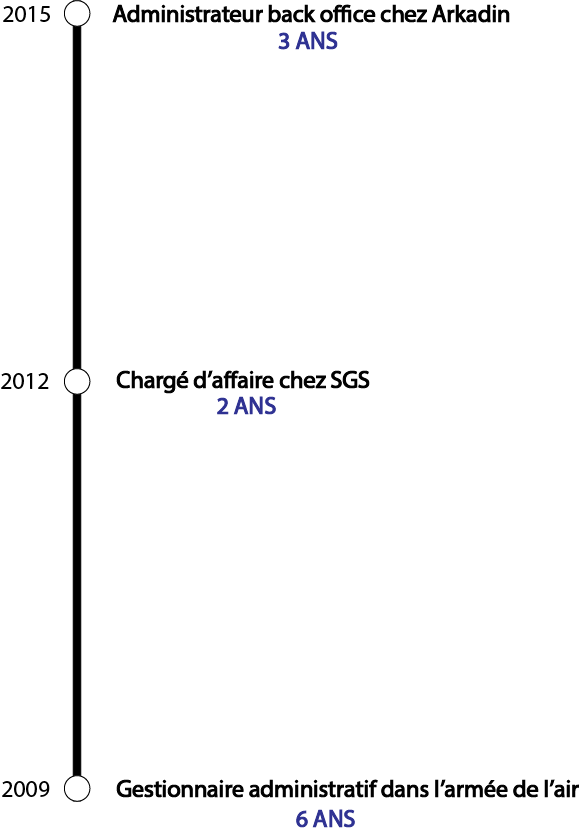 2015 Administrateur back office chez Arkadin
3 ANS
2012 Chargé d’affaire chez SGS
2 ANS
2009 Gestionnaire administratif dans l’armée de l’air
6 ANS